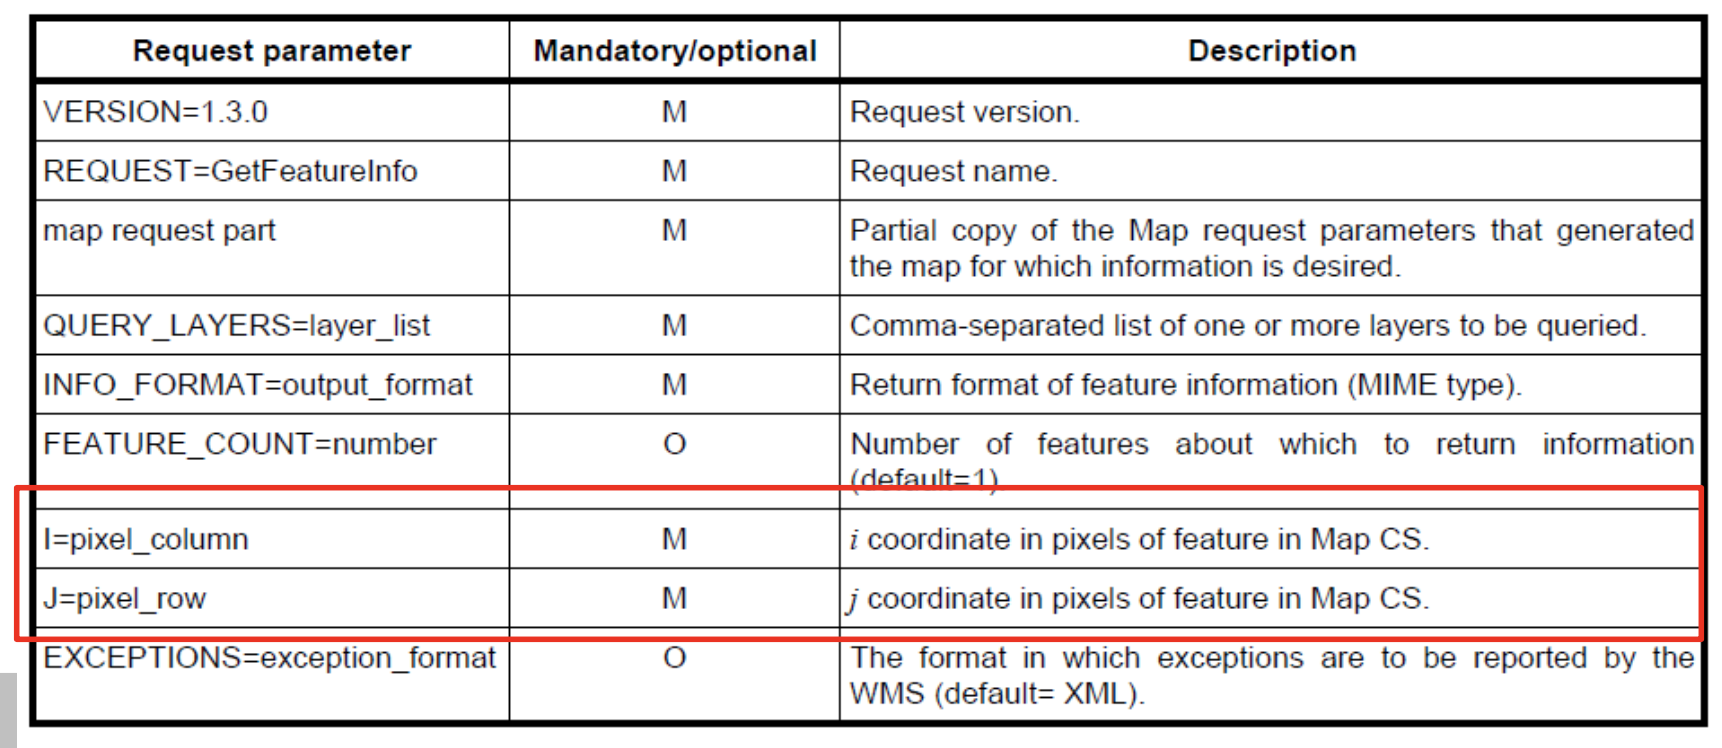 Request parameter Mandatory/optional Description
VERSION=1.3.0 M Request version.
REQUEST=GetFeatureInfo M Request name.
map request part M Partial copy of the Map request parameters that generated
the map for which information is desired.
QUERY_LAYERS=layer_list M Comma-separated list of one or more layers to be queried.
INFO_FORMAT=output_format M Return format of feature information (MIME type).
FEATURE_COUNT=number O Number of features about which to return information
(default=1).
I=pixel_column M i coordinate in pixels of feature in Map CS.
J=pixel_row M j coordinate in pixels of feature in Map CS.
EXCEPTIONS=exception_format O The format in which exceptions are to be reported by the
WMS (default= XML).